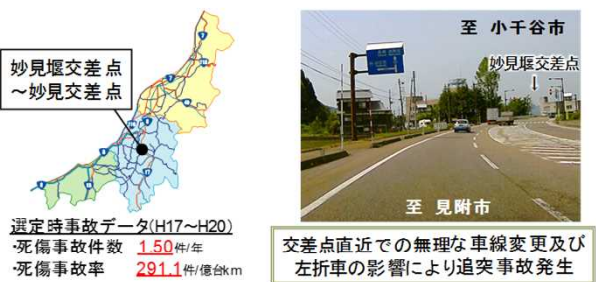 妙見堰交差点
～妙見交差点
選定時事故データ(H17～H20)
・死傷事故件数 1.50件/年
・死傷事故率 291.1件/億台km
至 小千谷市
妙見堰交差点
至 見附市
交差点直近での無理な車線変更及び
左折車の影響により追突事故発生